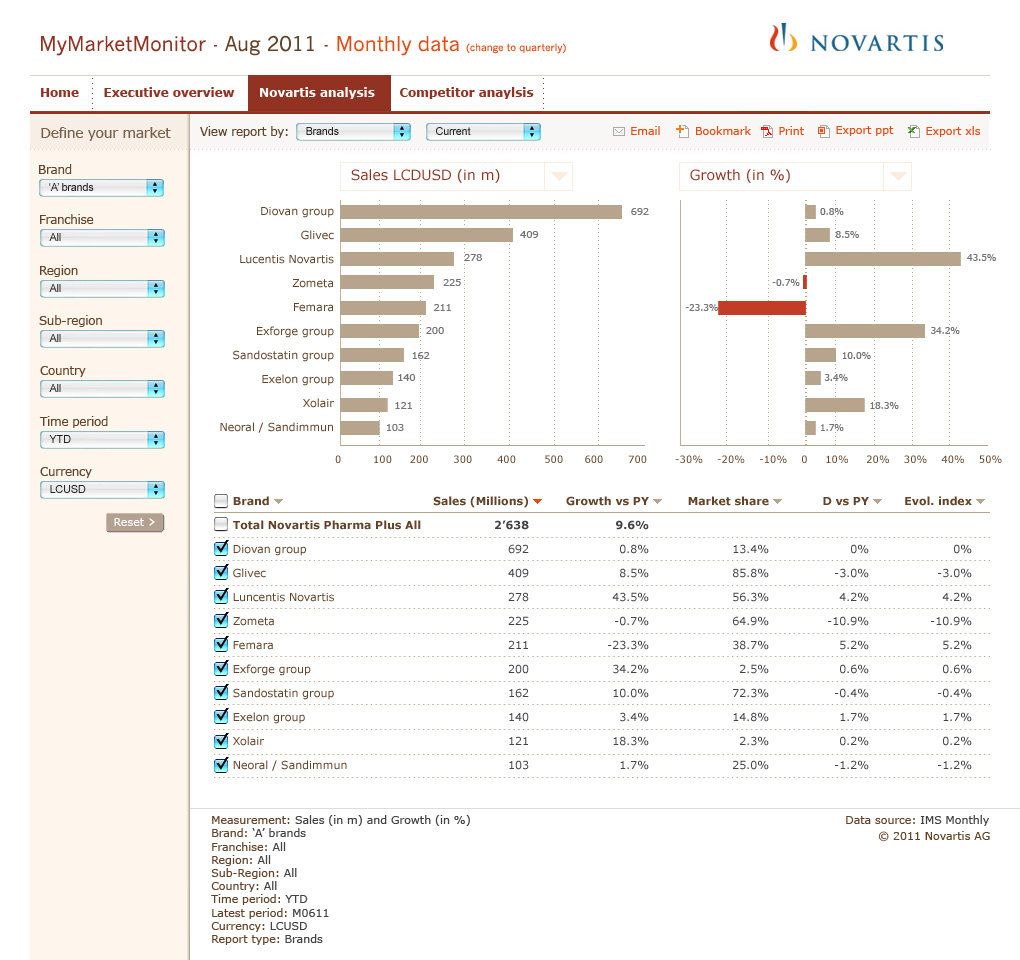 MyMarketMonitor - Aug 2011 - Monthly data (change to quarterly)
NOVARTIS
Home Executive overview Novartis analysis Competitor anaylsis
Define your market
View report by: Brands Current Email Bookmark Print Export ppt Export xls
Brand
‘A’ brands
Franchise
All
Region
All
Sub-region
All
Country
All
Time period
YTD
Currency
LCUSD
Reset >
Sales LCDUSD (in m)
Diovan group 692
Glivec 409
Lucentis Novartis 278
Zometa 225
Femara 211
Exforge group 200
Sandostatin group 162
Exelon group 140
Xolair 121
Neoral / Sandimmun 103
0 100 200 300 400 500 600 700
Growth (in %)
0.8%
8.5%
43.5%
-0.7%
-23.3%
34.2%
10.0%
3.4%
18.3%
1.7%
-30% -20% -10% 0 10% 20% 30% 40% 50%
Brand Sales (Millions) Growth vs PY Market share D vs PY Evol. index
Total Novartis Pharma Plus All 2’638 9.6%
Diovan group 692 0.8% 13.4% 0% 0%
Glivec 409 8.5% 85.8% -3.0% -3.0%
Luncentis Novartis 278 43.5% 56.3% 4.2% 4.2%
Zometa 225 -0.7% 64.9% -10.9% -10.9%
Femara 211 -23.3% 38.7% 5.2% 5.2%
Exforge group 200 34.2% 2.5% 0.6% 0.6%
Sandostatin group 162 10.0% 72.3% -0.4% -0.4%
Exelon group 140 3.4% 14.8% 1.7% 1.7%
Xolair 121 18.3% 2.3% 0.2% 0.2%
Neoral / Sandimmun 103 1.7% 25.0% -1.2% -1.2%
Measurement: Sales (in m) and Growth (in %)
Brand: ‘A’ brands
Franchise: All
Region: All
Sub-Region: All
Country: All
Time period: YTD
Latest period: M0611
Currency: LCUSD
Report type: Brands
Data source: IMS Monthly
© 2011 Novartis AG